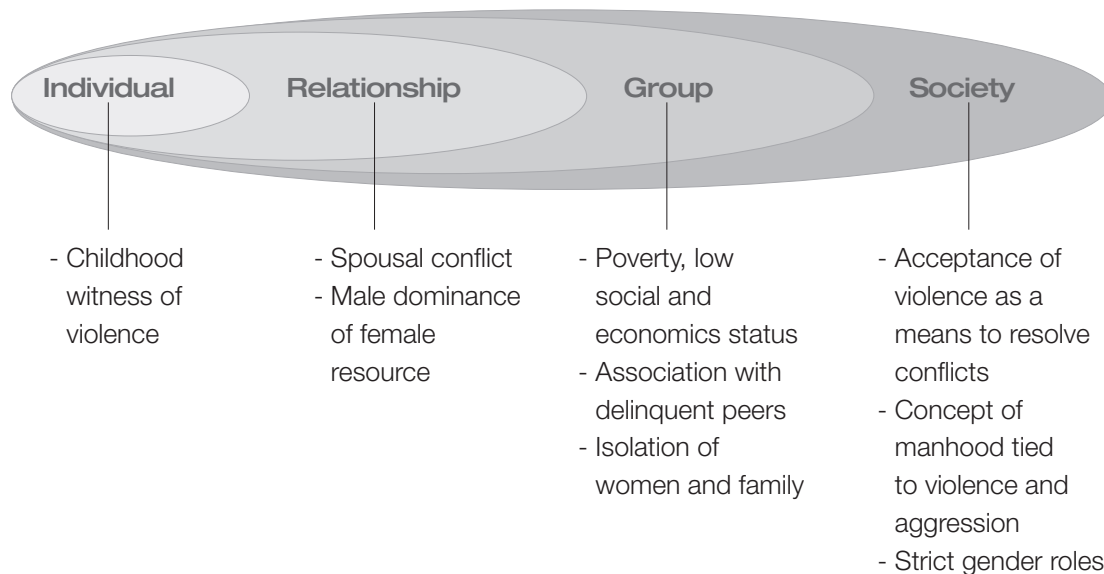 Individual
Relationship
Group
Society
- Childhood
witness of
violence
- Spousal conflict
- Male dominance
of female
resource
- Poverty, low
social and
economics status
- Association with
delinquent peers
- Isolation of
women and family
- Acceptance of
violence as a
means to resolve
conflicts
- Concept of
manhood tied
to violence and
aggression
- Strict gender roles